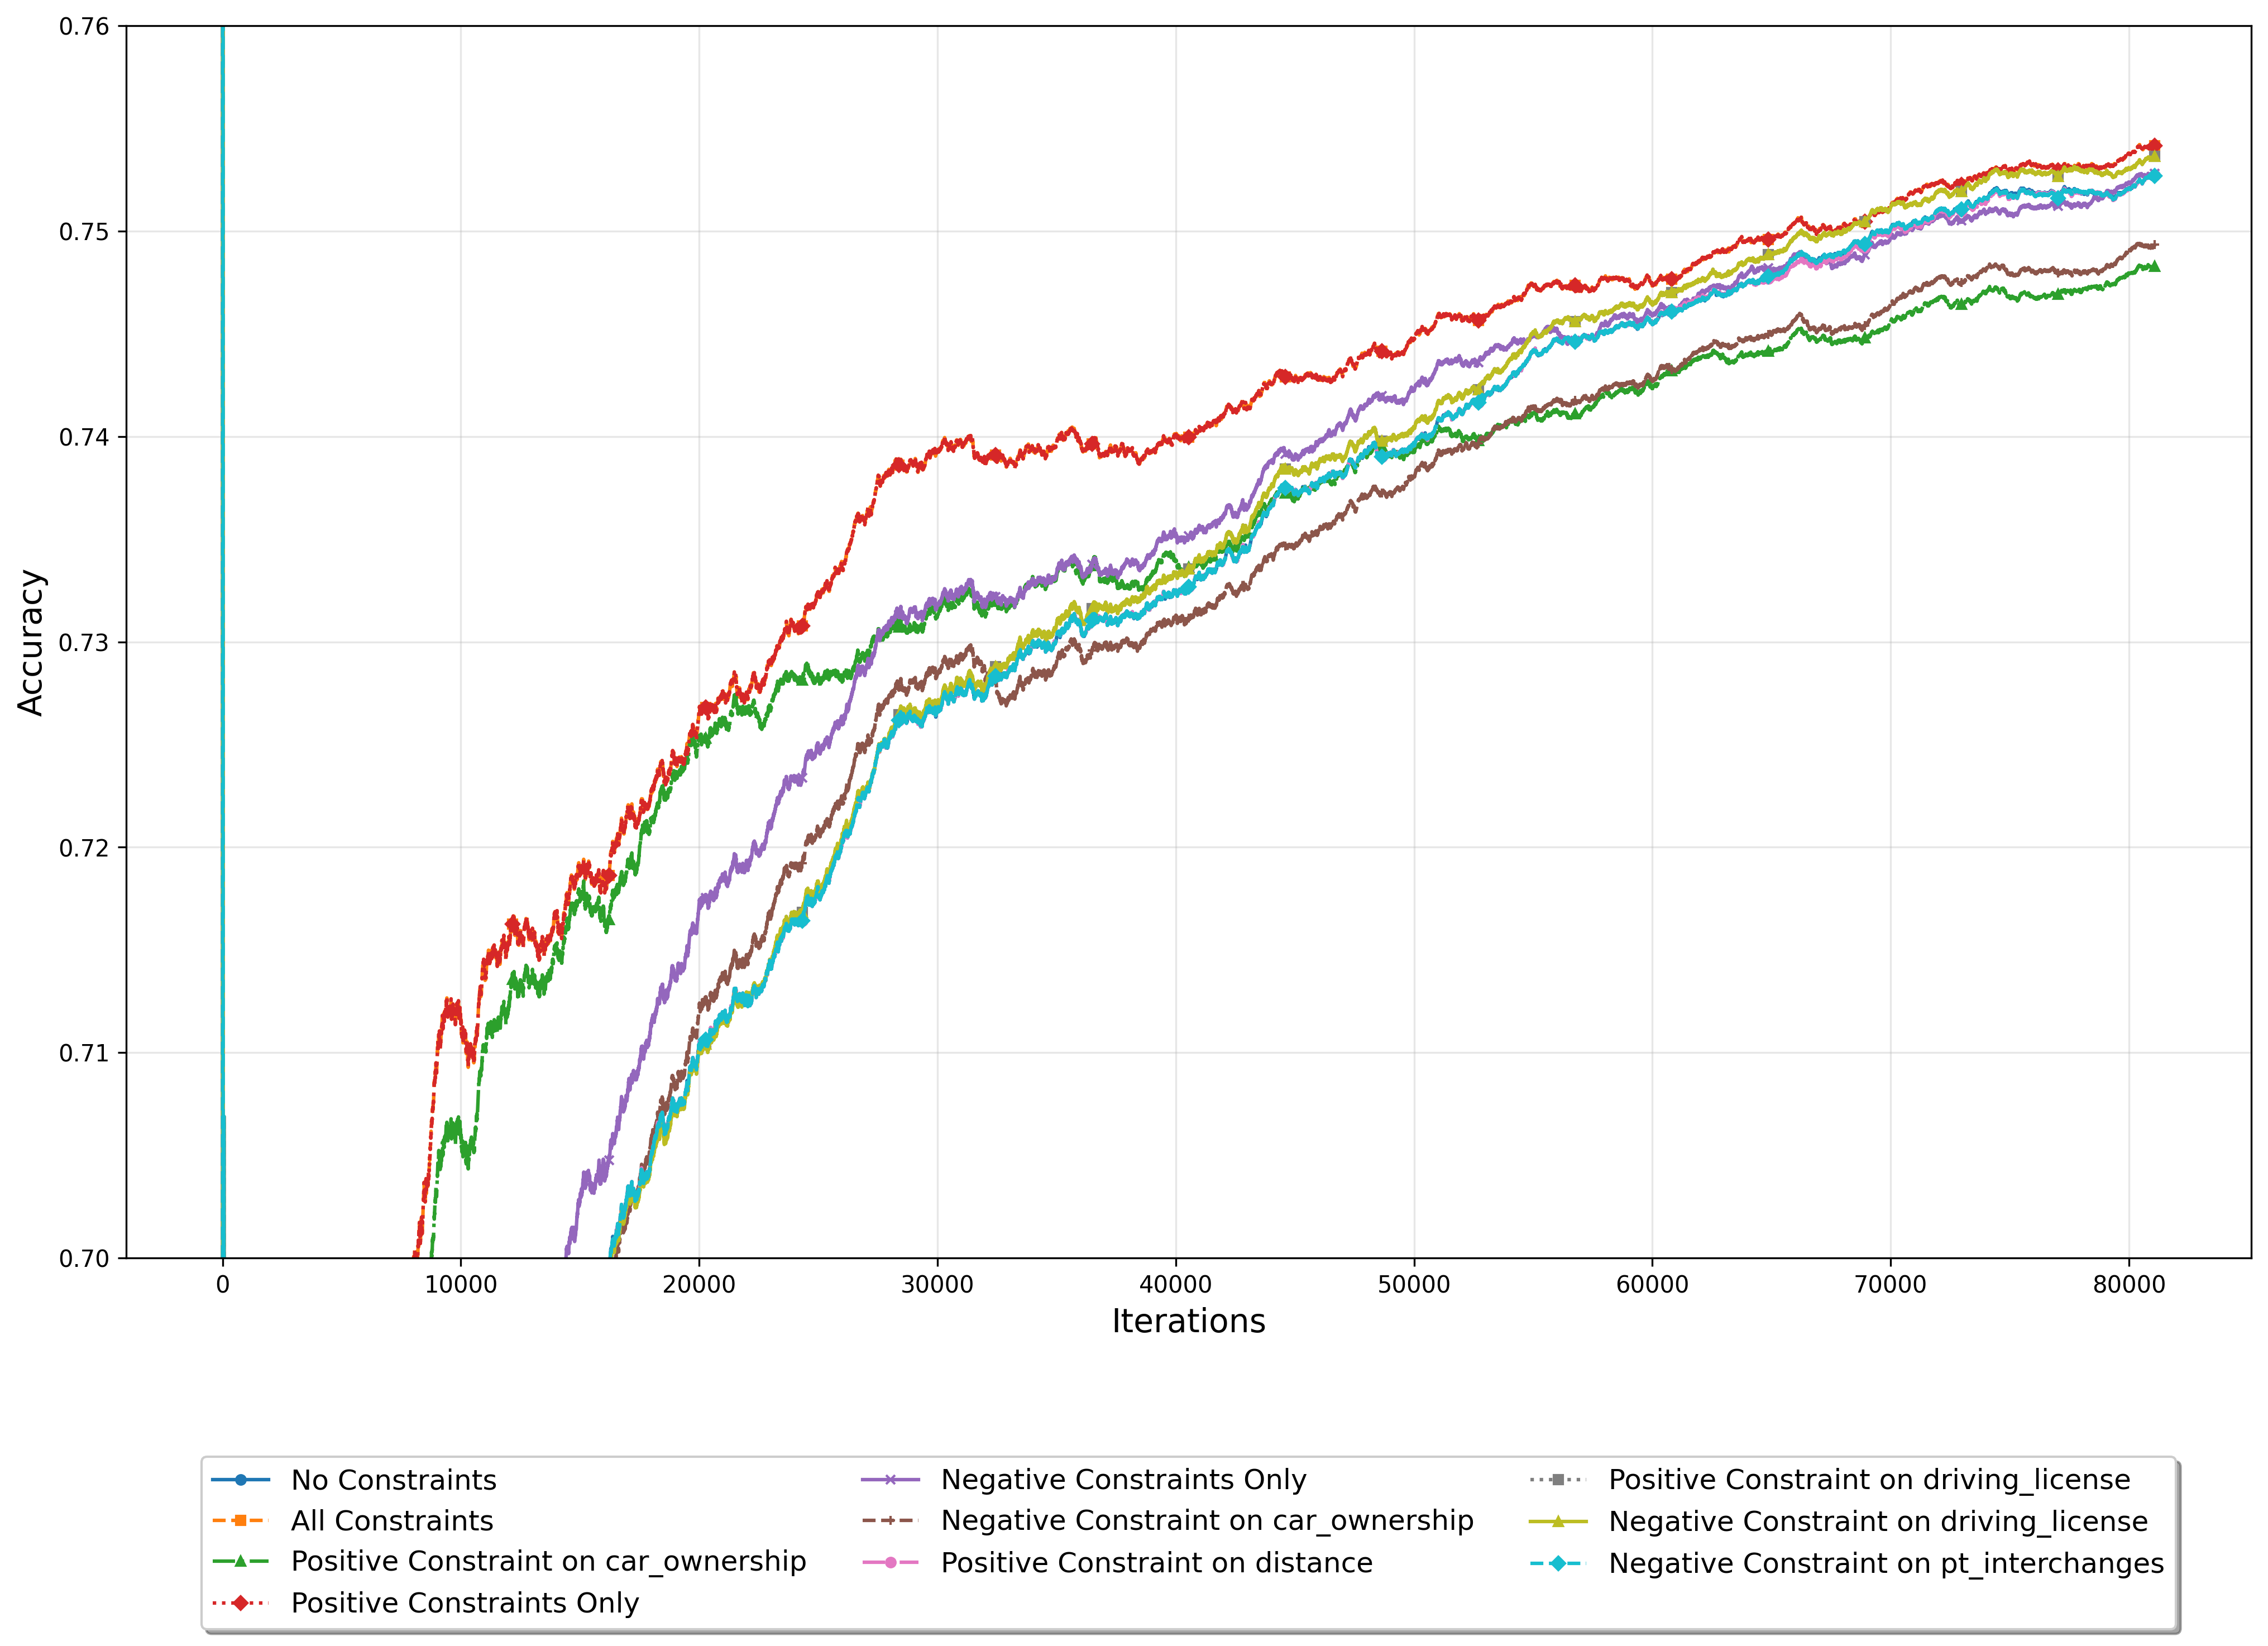 0.76
0.75
0.74
0.73
0.72
0.71
0.70
Accuracy
0 10000 20000 30000 40000 50000 60000 70000 80000
Iterations
No Constraints
All Constraints
Positive Constraint on car_ownership
Positive Constraints Only
Negative Constraints Only
Negative Constraint on car_ownership
Positive Constraint on distance
Positive Constraint on driving_license
Negative Constraint on driving_license
Negative Constraint on pt_interchanges